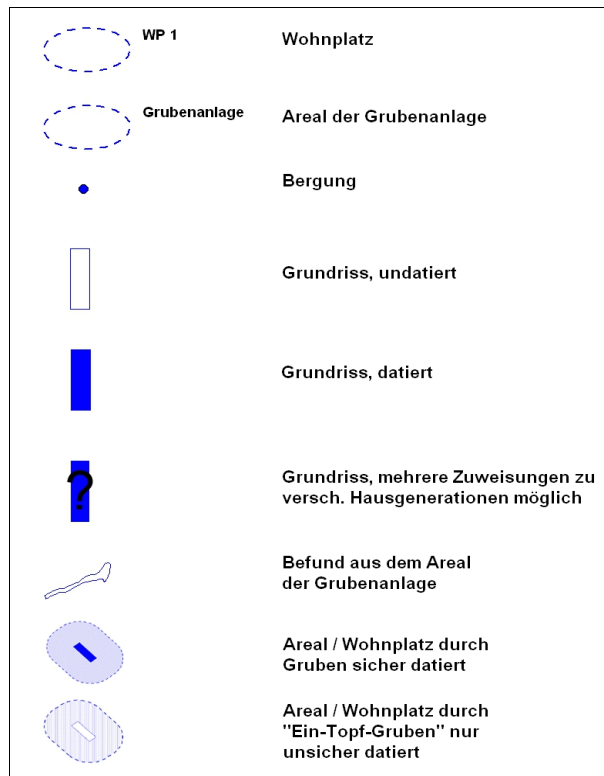 WP 1 Wohnplatz
Grubenanlage Areal der Grubenanlage
Bergung
Grundriss, undatiert
Grundriss, datiert
? Grundriss, mehrere Zuweisungen zu
versch. Hausgenerationen möglich
Befund aus dem Areal
der Grubenanlage
Areal / Wohnplatz durch
Gruben sicher datiert
Areal / Wohnplatz durch
"Ein-Topf-Gruben" nur
unsicher datiert